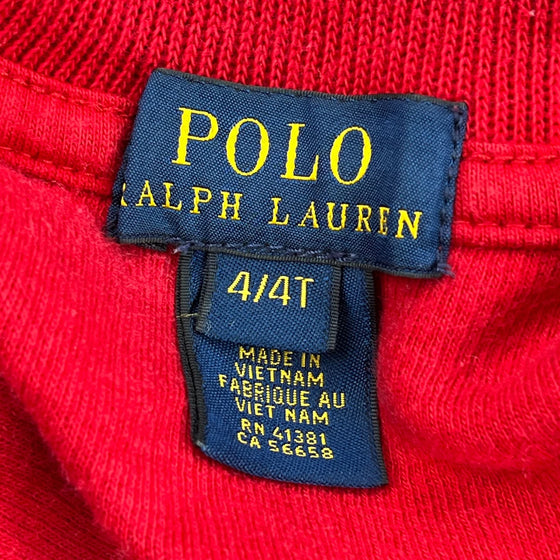 POLO
RALPH LAUREN
4/4T
MADE IN
VIETNAM
FABRIQUE AU
VIET NAM
RN 41381
CA 56658